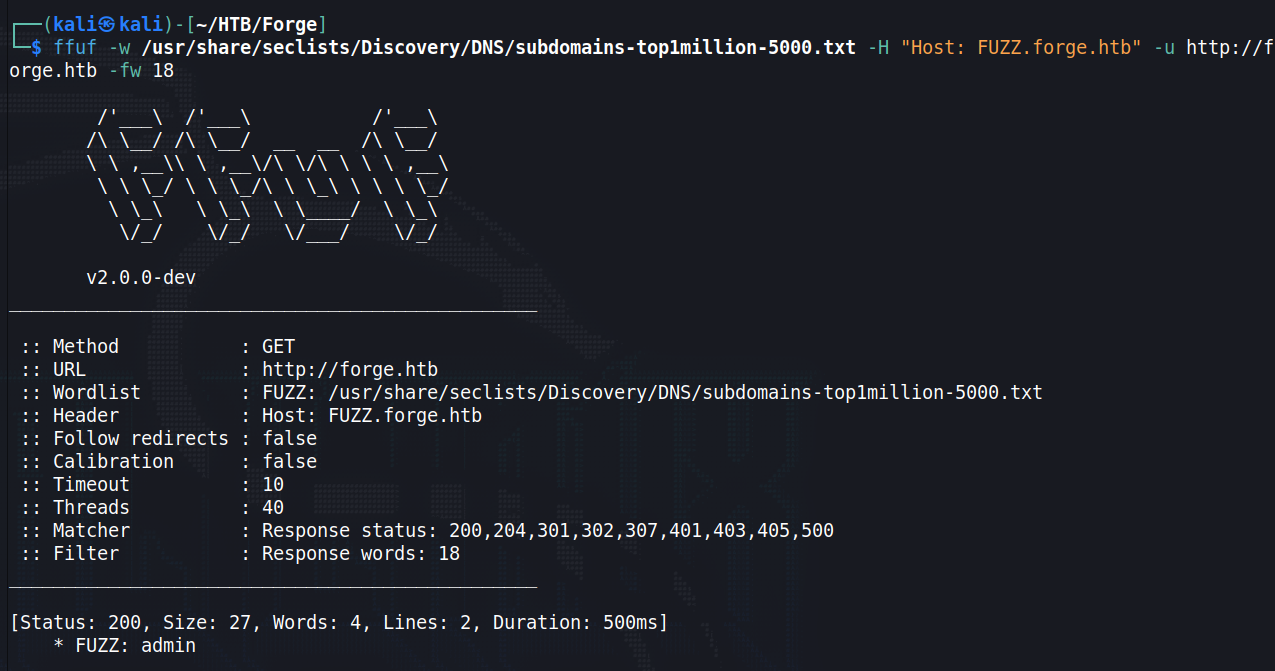 ┌──(kali㉿kali)-[~/HTB/Forge]
└─$ ffuf -w /usr/share/seclists/Discovery/DNS/subdomains-top1million-5000.txt -H "Host: FUZZ.forge.htb" -u http://f
orge.htb -fw 18

        /'___\  /'___\           /'___\
       /\ \__/ /\ \__/  __  __  /\ \__/
       \ \ ,__\\ \ ,__\/\ \/\ \ \ \ ,__\
        \ \ \_/ \ \ \_/\ \ \_\ \ \ \ \_/
         \ \_\   \ \_\  \ \____/  \ \_\
          \/_/    \/_/   \/___/    \/_/

       v2.0.0-dev
________________________________________________

 :: Method           : GET
 :: URL              : http://forge.htb
 :: Wordlist         : FUZZ: /usr/share/seclists/Discovery/DNS/subdomains-top1million-5000.txt
 :: Header           : Host: FUZZ.forge.htb
 :: Follow redirects : false
 :: Calibration      : false
 :: Timeout          : 10
 :: Threads          : 40
 :: Matcher          : Response status: 200,204,301,302,307,401,403,405,500
 :: Filter           : Response words: 18
________________________________________________

[Status: 200, Size: 27, Words: 4, Lines: 2, Duration: 500ms]
    * FUZZ: admin